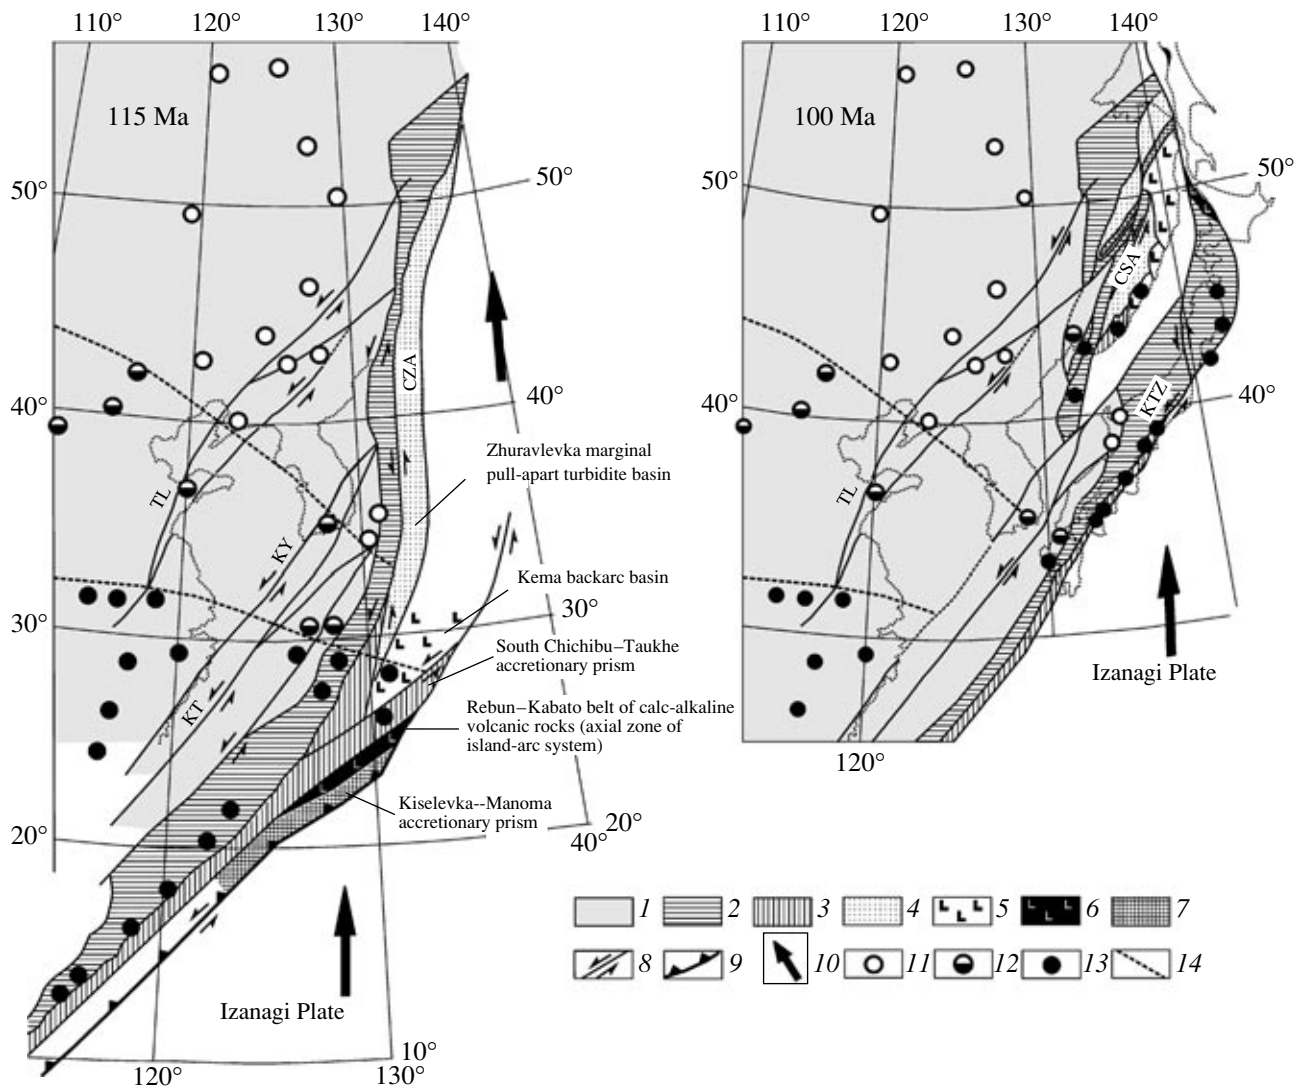 110°
120°
130°
140°
115 Ma
50°
50°
40°
40°
CZA
Zhuravlevka marginal
pull-apart turbidite basin
TL
KY
Kema backarc basin
30°
30°
South Chichibu–Taukhe
accretionary prism
KT
Rebun–Kabato belt of calc-alkaline
volcanic rocks (axial zone of
island-arc system)
Kiselevka--Manoma
accretionary prism
20°
20°
40°
Izanagi Plate
10°
120°
130°
110°
120°
130°
140°
100 Ma
50°
50°
CSA
40°
40°
KTZ
TL
Izanagi Plate
120°
1
2
3
4
5
6
7
8
9
10
11
12
13
14